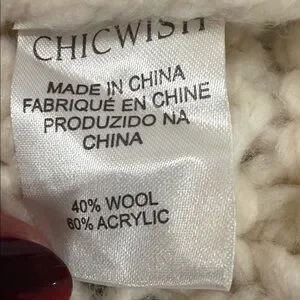 CHICWISH
MADE IN CHINA
FABRIQUÉ EN CHINE
PRODUZIDO NA
CHINA
40% WOOL
60% ACRYLIC